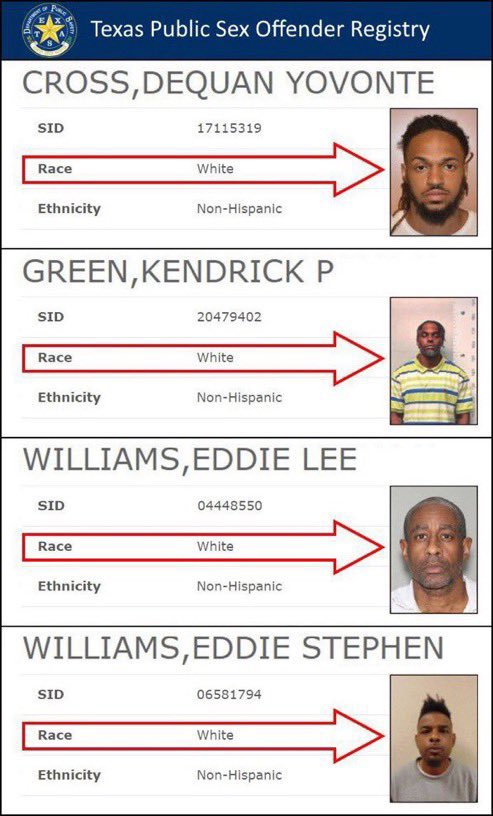 Texas Public Sex Offender Registry
CROSS,DEQUAN YOVONTE
SID 17115319
Race White
Ethnicity Non-Hispanic
GREEN,KENDRICK P
SID 20479402
Race White
Ethnicity Non-Hispanic
WILLIAMS,EDDIE LEE
SID 04448550
Race White
Ethnicity Non-Hispanic
WILLIAMS,EDDIE STEPHEN
SID 06581794
Race White
Ethnicity Non-Hispanic